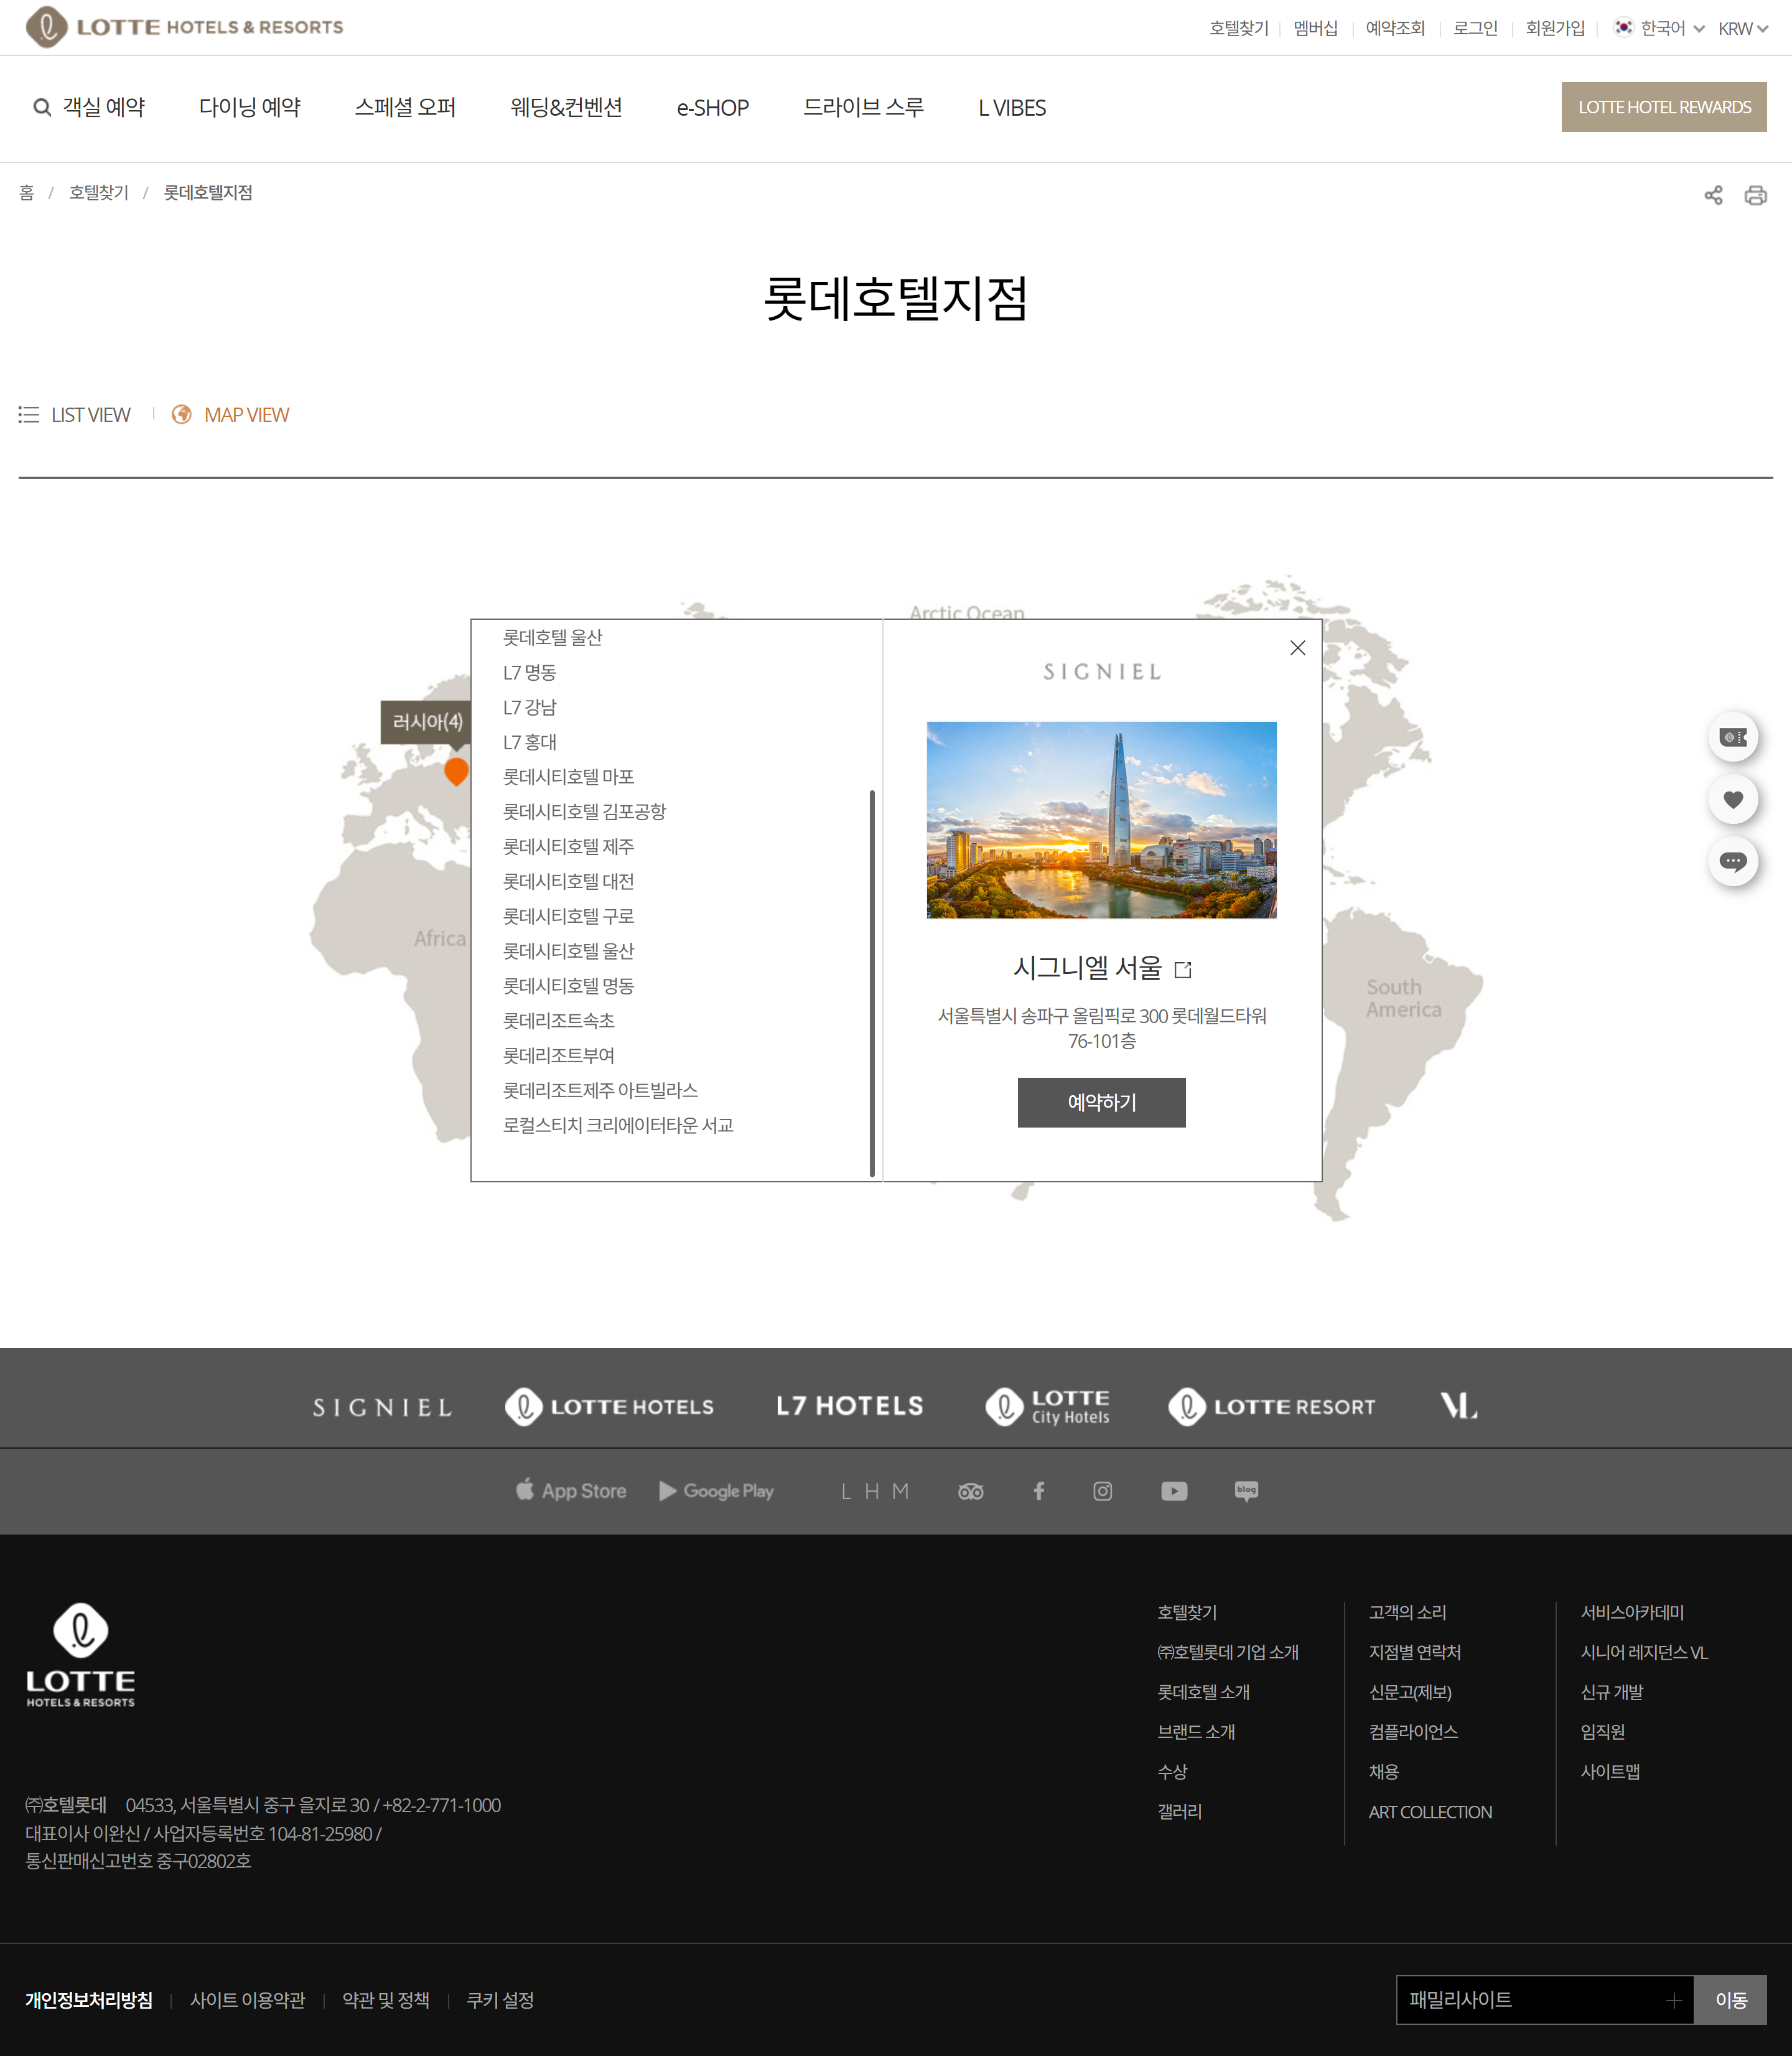 LOTTE HOTELS & RESORTS
호텔찾기
멤버십
예약조회
로그인
회원가입
한국어
KRW
객실 예약
다이닝 예약
스페셜 오퍼
웨딩&컨벤션
e-SHOP
드라이브 스루
L VIBES
LOTTE HOTEL REWARDS
홈 / 호텔찾기 / 롯데호텔지점
롯데호텔지점
LIST VIEW
MAP VIEW
Arctic Ocean
러시아(4)
Africa
South
America
롯데호텔 울산
L7 명동
L7 강남
L7 홍대
롯데시티호텔 마포
롯데시티호텔 김포공항
롯데시티호텔 제주
롯데시티호텔 대전
롯데시티호텔 구로
롯데시티호텔 울산
롯데시티호텔 명동
롯데리조트속초
롯데리조트부여
롯데리조트제주 아트빌라스
로컬스티치 크리에이터타운 서교
SIGNIEL
시그니엘 서울
서울특별시 송파구 올림픽로 300 롯데월드타워
76-101층
예약하기
SIGNIEL
LOTTE HOTELS
L7 HOTELS
LOTTE
City Hotels
LOTTE RESORT
VL
App Store
Google Play
LHM
blog
LOTTE
HOTELS & RESORTS
호텔찾기
㈜호텔롯데 기업 소개
롯데호텔 소개
브랜드 소개
수상
갤러리
고객의 소리
지점별 연락처
신문고(제보)
컴플라이언스
채용
ART COLLECTION
서비스아카데미
시니어 레지던스 VL
신규 개발
임직원
사이트맵
㈜호텔롯데 04533, 서울특별시 중구 을지로 30 / +82-2-771-1000
대표이사 이완신 / 사업자등록번호 104-81-25980 /
통신판매신고번호 중구02802호
개인정보처리방침
사이트 이용약관
약관 및 정책
쿠키 설정
패밀리사이트
이동